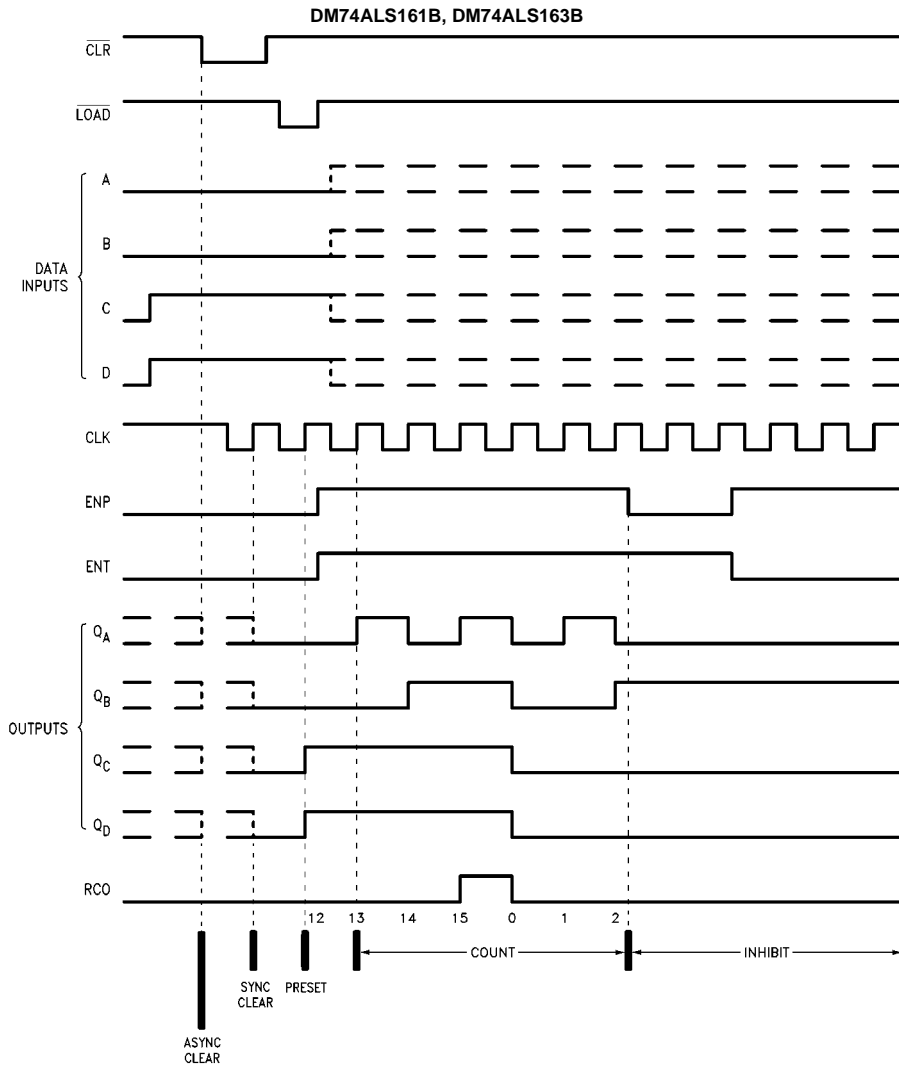 DM74ALS161B, DM74ALS163B
CLR
LOAD
A
B
DATA
INPUTS
C
D
CLK
ENP
ENT
QA
QB
OUTPUTS
QC
QD
RCO
12 13 14 15 0 1 2
COUNT INHIBIT
SYNC
CLEAR
PRESET
ASYNC
CLEAR